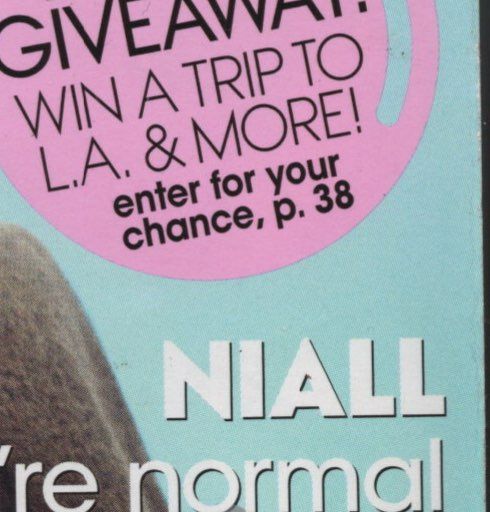 GIVEAWAY!
WIN A TRIP TO
L.A. & MORE!
enter for your
chance, p. 38
NIALL
're normal